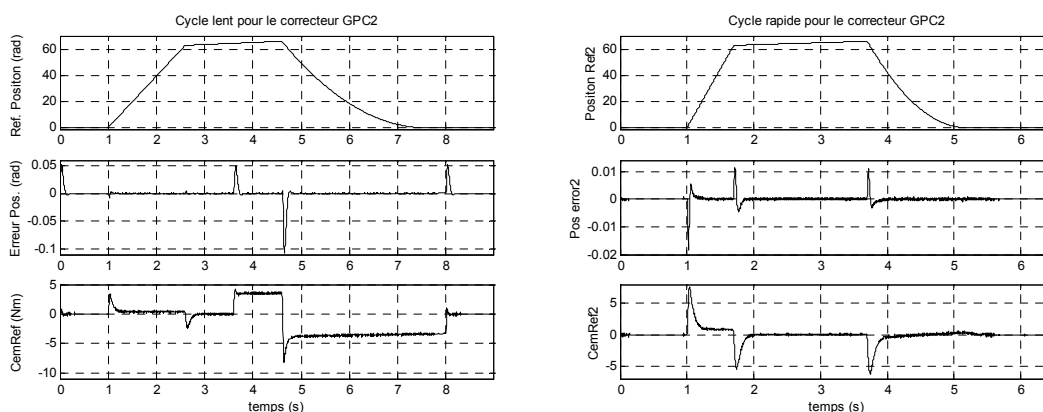 Cycle lent pour le correcteur GPC2
Ref. Positon (rad)
60
40
20
0
0 1 2 3 4 5 6 7 8
Erreur Pos. (rad)
0.05
0
-0.05
-0.1
0 1 2 3 4 5 6 7 8
CemRef (Nm)
5
0
-5
-10
0 1 2 3 4 5 6 7 8
temps (s)
Cycle rapide pour le correcteur GPC2
Positon Ref2
60
40
20
0
0 1 2 3 4 5 6
Pos error2
0.01
0
-0.01
-0.02
0 1 2 3 4 5 6
CemRef2
5
0
-5
0 1 2 3 4 5 6
temps (s)